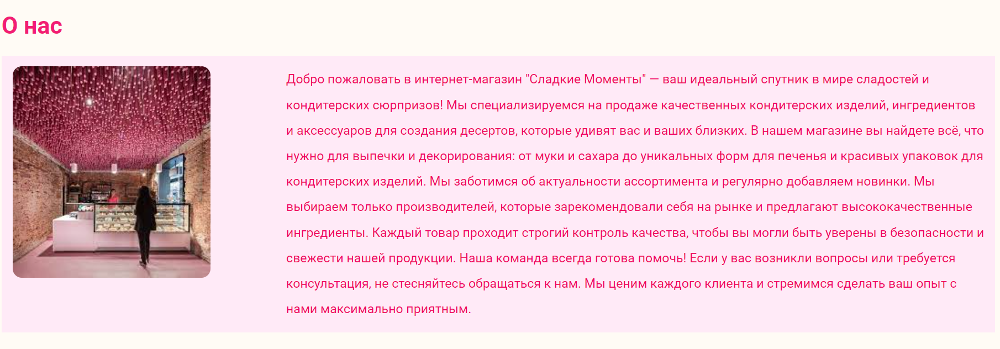 О нас
Добро пожаловать в интернет-магазин "Сладкие Моменты" — ваш идеальный спутник в мире сладостей и
кондитерских сюрпризов! Мы специализируемся на продаже качественных кондитерских изделий, ингредиентов
и аксессуаров для создания десертов, которые удивят вас и ваших близких. В нашем магазине вы найдете всё, что
нужно для выпечки и декорирования: от муки и сахара до уникальных форм для печенья и красивых упаковок для
кондитерских изделий. Мы заботимся об актуальности ассортимента и регулярно добавляем новинки. Мы
выбираем только производителей, которые зарекомендовали себя на рынке и предлагают высококачественные
ингредиенты. Каждый товар проходит строгий контроль качества, чтобы вы могли быть уверены в безопасности и
свежести нашей продукции. Наша команда всегда готова помочь! Если у вас возникли вопросы или требуется
консультация, не стесняйтесь обращаться к нам. Мы ценим каждого клиента и стремимся сделать ваш опыт с
нами максимально приятным.